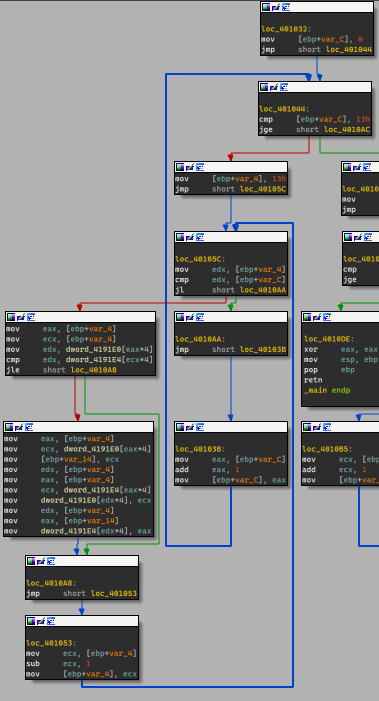 loc_401032:
mov [ebp+var_C], 0
jmp short loc_401044
loc_401044:
cmp [ebp+var_C], 13h
jge short loc_4010AC
mov [ebp+var_4], 13h
jmp short loc_40105C
loc_4010
mov
jmp
loc_40105C:
mov edx, [ebp+var_4]
cmp edx, [ebp+var_C]
jl short loc_4010AA
loc_4010
cmp
jge
mov eax, [ebp+var_4]
mov ecx, [ebp+var_4]
mov edx, dword_4191E0[eax*4]
cmp edx, dword_4191E4[ecx*4]
jle short loc_4010A8
loc_4010AA:
jmp short loc_40103B
loc_4010DE:
xor eax, eax
mov esp, ebp
pop ebp
retn
_main endp
mov eax, [ebp+var_4]
mov ecx, dword_4191E0[eax*4]
mov [ebp+var_14], ecx
mov edx, [ebp+var_4]
mov eax, [ebp+var_4]
mov ecx, dword_4191E4[eax*4]
mov dword_4191E0[edx*4], ecx
mov edx, [ebp+var_4]
mov eax, [ebp+var_14]
mov dword_4191E4[edx*4], eax
loc_40103B:
mov eax, [ebp+var_C]
add eax, 1
mov [ebp+var_C], eax
loc_4010B5:
mov ecx, [ebp+
add ecx, 1
mov [ebp+var_
loc_4010A8:
jmp short loc_401053
loc_401053:
mov ecx, [ebp+var_4]
sub ecx, 1
mov [ebp+var_4], ecx